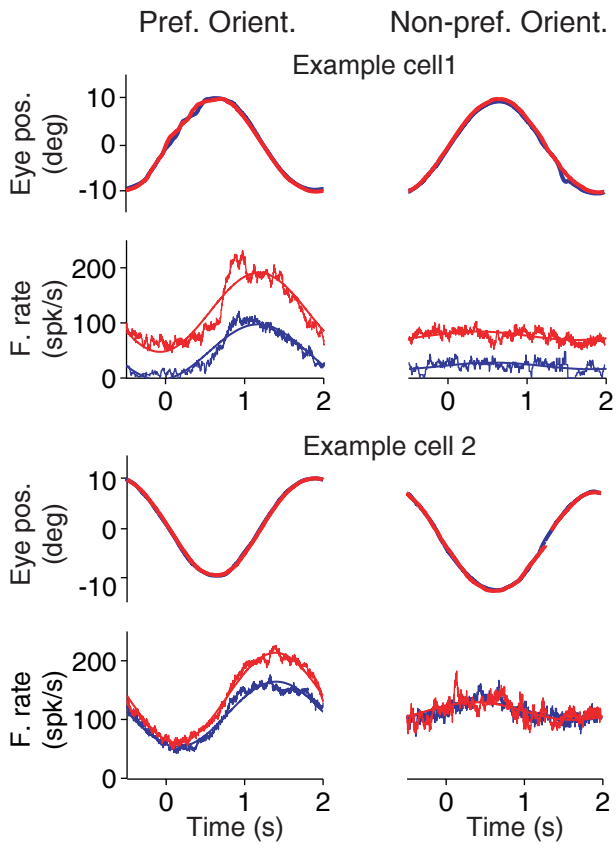 Pref. Orient. Non-pref. Orient.
Example cell1
Eye pos. (deg)
10
0
-10
F. rate (spk/s)
200
100
0
0 1 2 0 1 2
Example cell 2
Eye pos. (deg)
10
0
-10
F. rate (spk/s)
200
100
0
0 1 2 0 1 2
Time (s) Time (s)